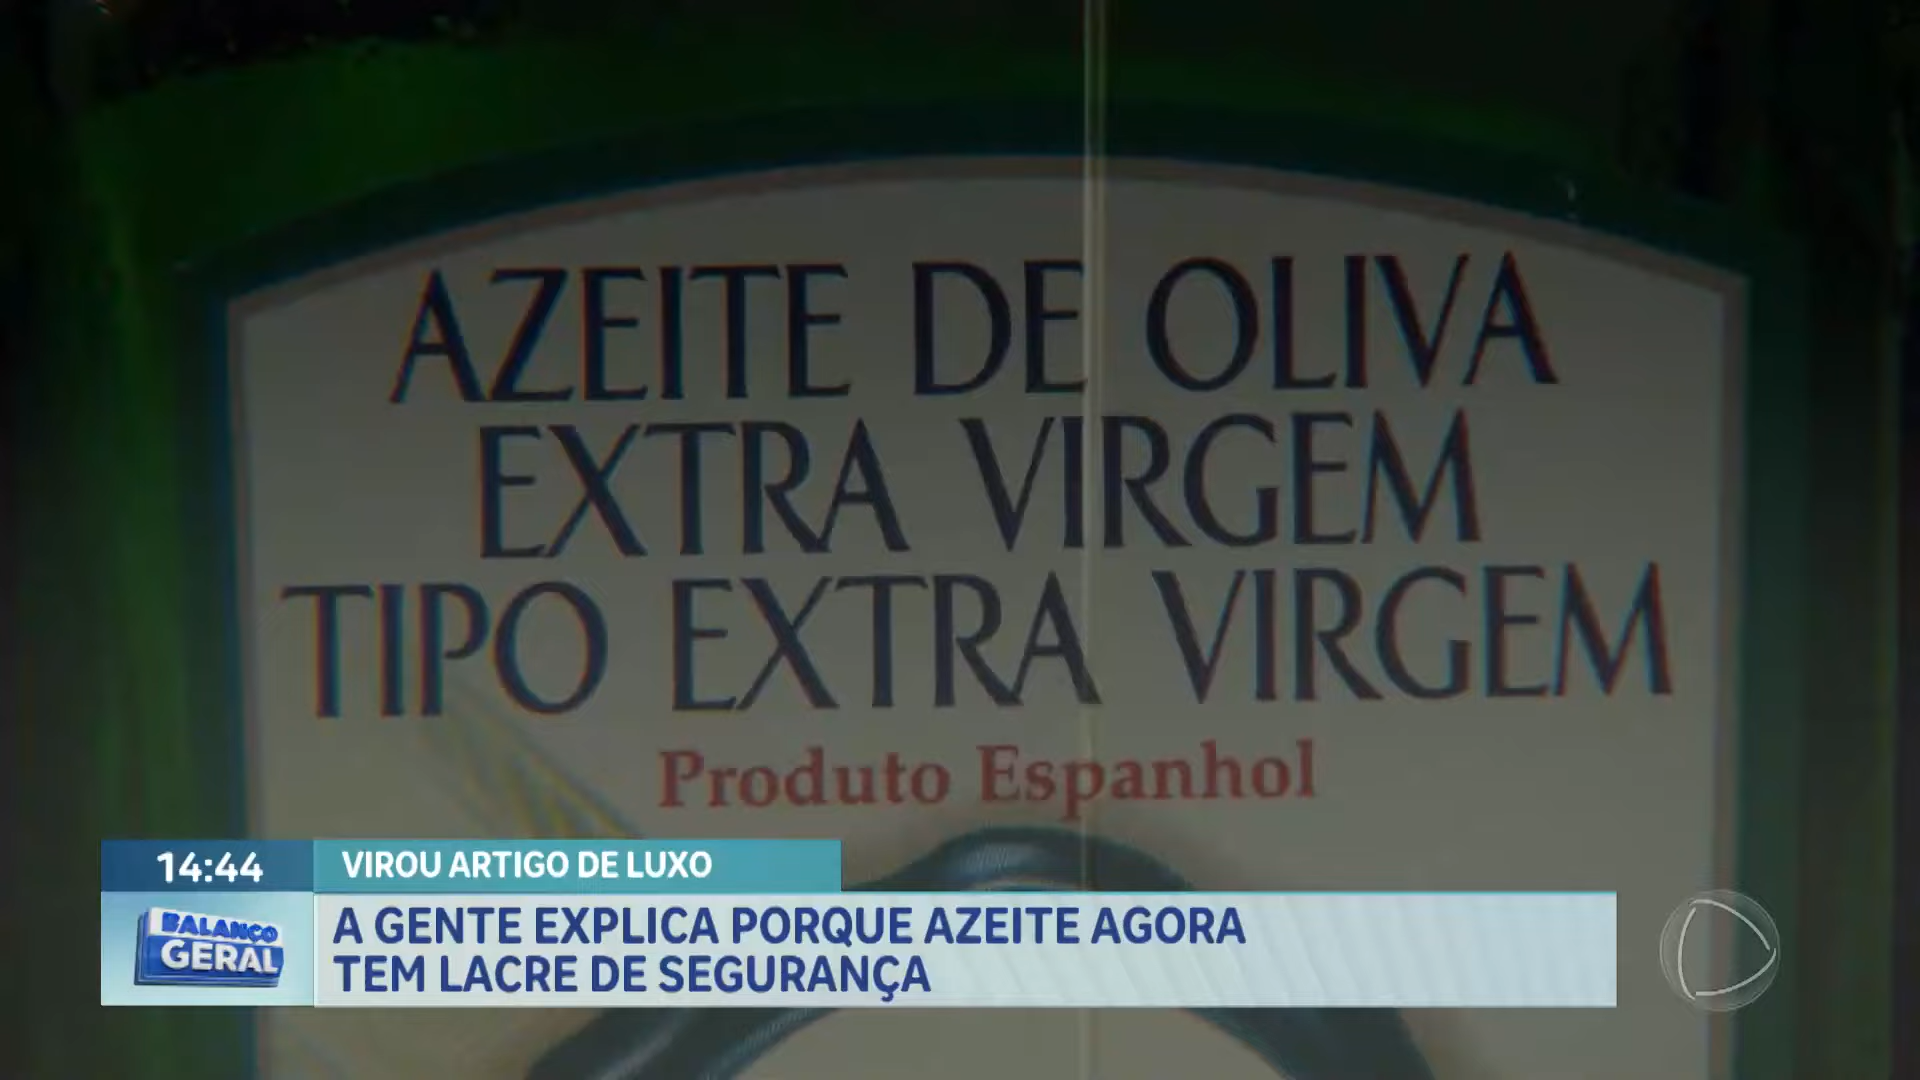 AZEITE DE OLIVA
EXTRA VIRGEM
TIPO EXTRA VIRGEM
Produto Espanhol
14:44
VIROU ARTIGO DE LUXO
BALANÇO
GERAL
A GENTE EXPLICA PORQUE AZEITE AGORA
TEM LACRE DE SEGURANÇA